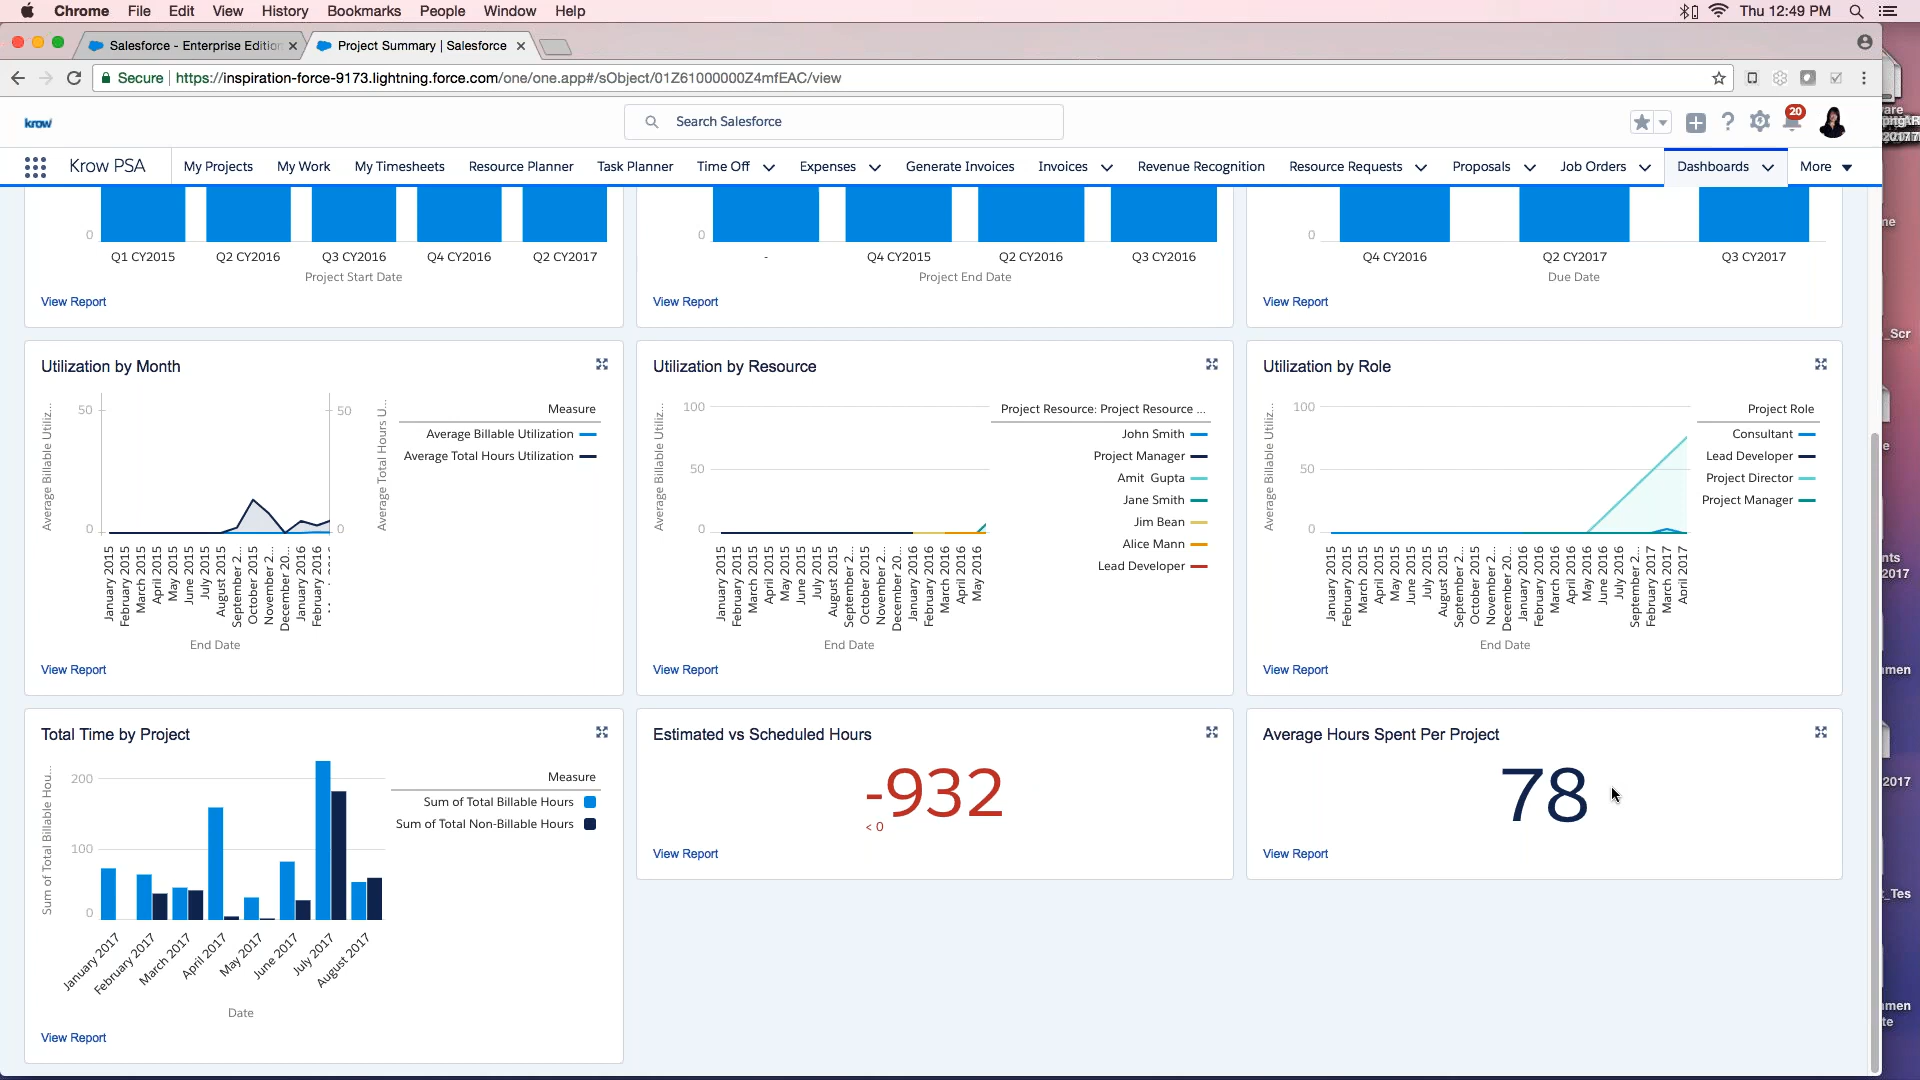 Chrome File Edit View History Bookmarks People Window Help Thu 12:49 PM
Salesforce - Enterprise Edition Project Summary | Salesforce
Secure https://inspiration-force-9173.lightning.force.com/one/one.app#/sObject/01Z61000000Z4mfEAC/view
krow Search Salesforce 20
Krow PSA My Projects My Work My Timesheets Resource Planner Task Planner Time Off Expenses Generate Invoices Invoices Revenue Recognition Resource Requests Proposals Job Orders Dashboards More
0
Q1 CY2015 Q2 CY2016 Q3 CY2016 Q4 CY2016 Q2 CY2017
Project Start Date
View Report
0
- Q4 CY2015 Q2 CY2016 Q3 CY2016
Project End Date
View Report
0
Q4 CY2016 Q2 CY2017 Q3 CY2017
Due Date
View Report
Utilization by Month
Average Billable Utiliz...
50
0
50
0
Average Total Hours U...
Measure
Average Billable Utilization
Average Total Hours Utilization
January 2015
February 2015
March 2015
April 2015
May 2015
June 2015
July 2015
August 2015
September 2...
October 2015
November 2...
December 20...
January 2016
February 2016
End Date
View Report
Utilization by Resource
Average Billable Utiliz...
100
50
0
Project Resource: Project Resource ...
John Smith
Project Manager
Amit Gupta
Jane Smith
Jim Bean
Alice Mann
Lead Developer
January 2015
February 2015
March 2015
April 2015
May 2015
June 2015
July 2015
August 2015
September 2...
October 2015
November 2...
December 20...
January 2016
February 2016
March 2016
April 2016
May 2016
End Date
View Report
Utilization by Role
Average Billable Utiliz...
100
50
0
Project Role
Consultant
Lead Developer
Project Director
Project Manager
January 2015
February 2015
March 2015
April 2015
May 2015
June 2015
July 2015
August 2015
September 2...
October 2015
November 2...
December 20...
January 2016
February 2016
March 2016
April 2016
May 2016
June 2016
July 2016
September 2...
February 2017
March 2017
April 2017
End Date
View Report
Total Time by Project
Sum of Total Billable Hou...
200
100
0
Measure
Sum of Total Billable Hours
Sum of Total Non-Billable Hours
January 2017
February 2017
March 2017
April 2017
May 2017
June 2017
July 2017
August 2017
Date
View Report
Estimated vs Scheduled Hours
-932
< 0
View Report
Average Hours Spent Per Project
78
View Report
_Scr
2017
men
2017
_Tes
men
te